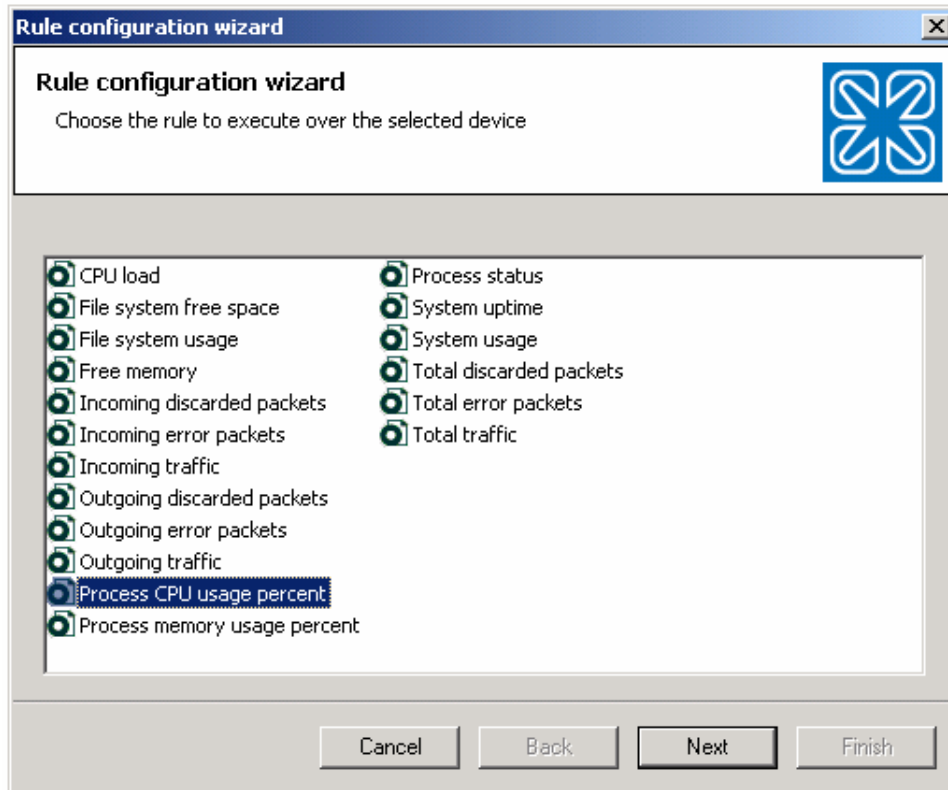 Rule configuration wizard
Rule configuration wizard
Choose the rule to execute over the selected device
CPU load
File system free space
File system usage
Free memory
Incoming discarded packets
Incoming error packets
Incoming traffic
Outgoing discarded packets
Outgoing error packets
Outgoing traffic
Process CPU usage percent
Process memory usage percent
Process status
System uptime
System usage
Total discarded packets
Total error packets
Total traffic
Cancel Back Next Finish